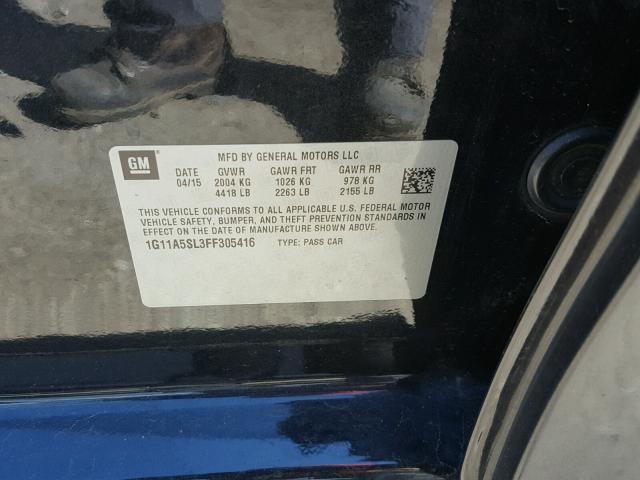 GM
MFD BY GENERAL MOTORS LLC
DATE GVWR GAWR FRT GAWR RR
04/15 2004 KG 1026 KG 978 KG
4418 LB 2263 LB 2155 LB
THIS VEHICLE CONFORMS TO ALL APPLICABLE U.S. FEDERAL MOTOR
VEHICLE SAFETY, BUMPER, AND THEFT PREVENTION STANDARDS IN
EFFECT ON THE DATE OF MANUFACTURE SHOWN ABOVE.
1G11A5SL3FF305416 TYPE: PASS CAR